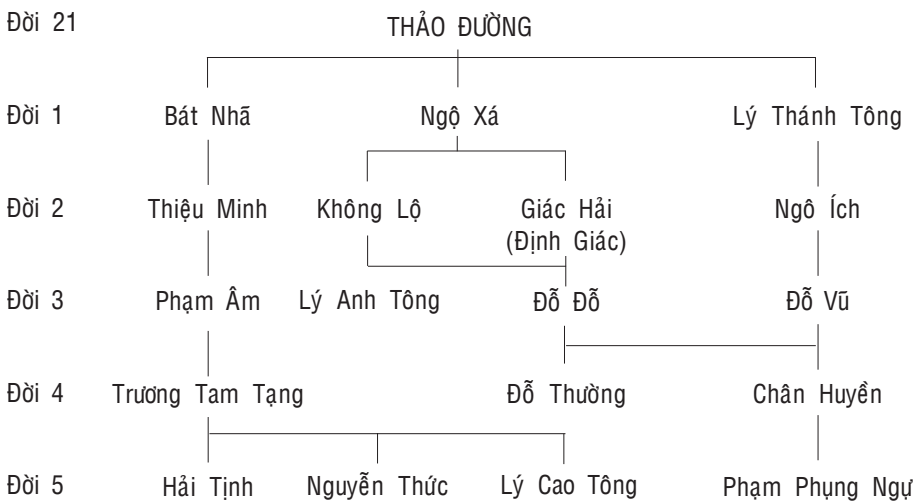 Đời 21 THẢO ĐƯỜNG
Đời 1 Bát Nhã Ngộ Xá Lý Thánh Tông
Đời 2 Thiệu Minh Không Lộ Giác Hải Ngô Ích
(Định Giác)
Đời 3 Phạm Âm Lý Anh Tông Đỗ Đỗ Đỗ Vũ
Đời 4 Trương Tam Tạng Đỗ Thường Chân Huyền
Đời 5 Hải Tịnh Nguyễn Thức Lý Cao Tông Phạm Phụng Ngự